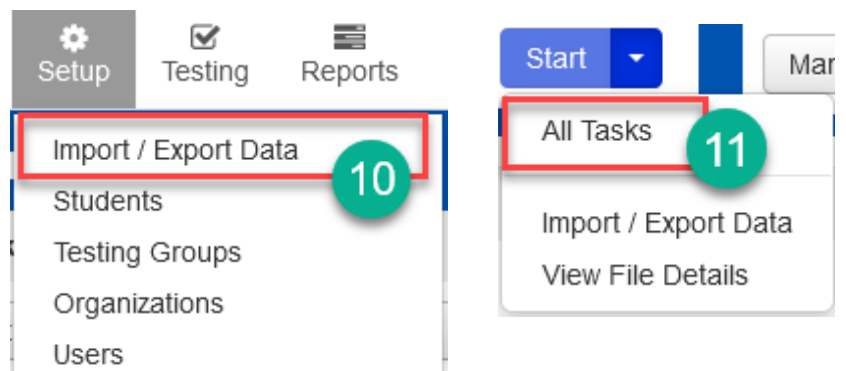 Setup Testing Reports
Import / Export Data
10
Students
Testing Groups
Organizations
Users
Start
All Tasks
11
Import / Export Data
View File Details